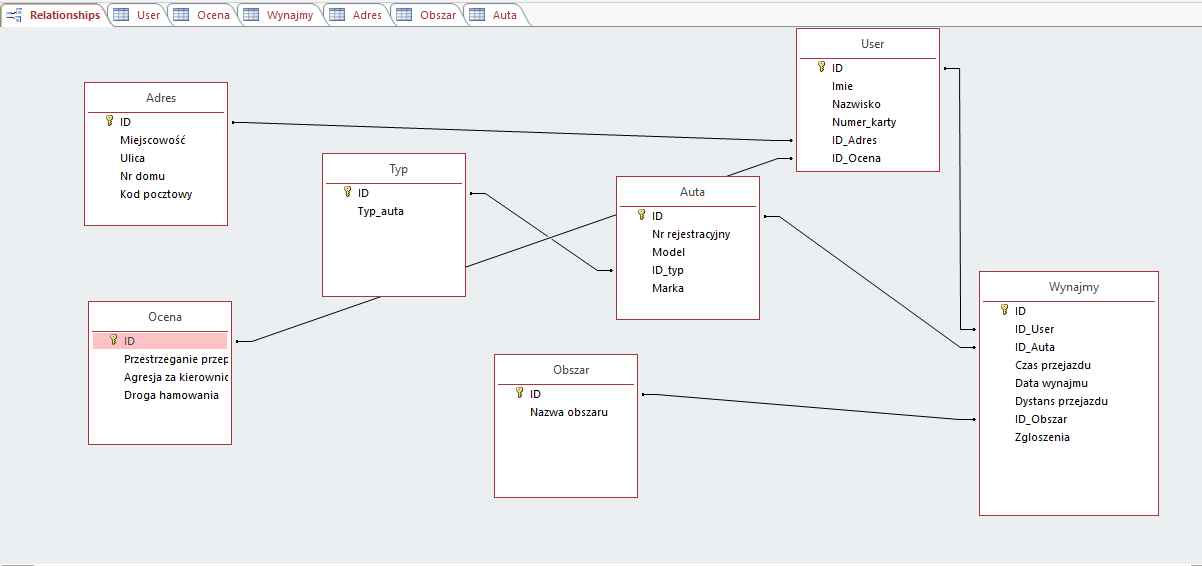 Relationships User Ocena Wynajmy Adres Obszar Auta
User
ID
Imie
Nazwisko
Numer_karty
ID_Adres
ID_Ocena
Adres
ID
Miejscowość
Ulica
Nr domu
Kod pocztowy
Typ
ID
Typ_auta
Auta
ID
Nr rejestracyjny
Model
ID_typ
Marka
Wynajmy
ID
ID_User
ID_Auta
Czas przejazdu
Data wynajmu
Dystans przejazdu
ID_Obszar
Zgloszenia
Ocena
ID
Przestrzeganie przep
Agresja za kierownic
Droga hamowania
Obszar
ID
Nazwa obszaru